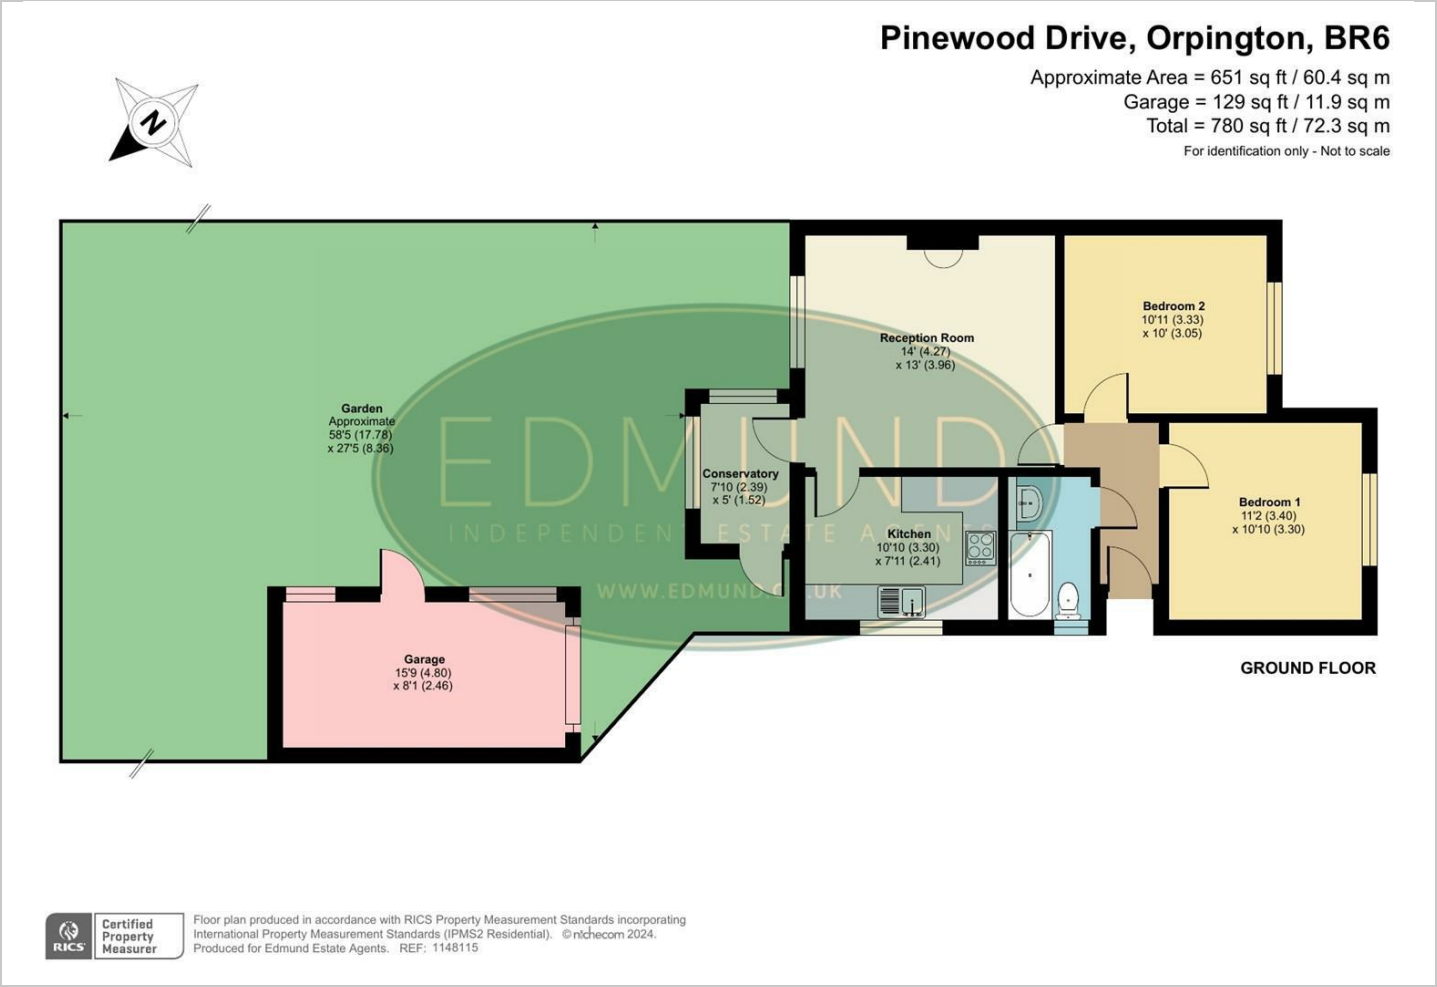 Pinewood Drive, Orpington, BR6
Approximate Area = 651 sq ft / 60.4 sq m
Garage = 129 sq ft / 11.9 sq m
Total = 780 sq ft / 72.3 sq m
For identification only - Not to scale
N
Bedroom 2
10'11 (3.33)
x 10' (3.05)
Reception Room
14' (4.27)
x 13' (3.96)
Garden
Approximate
58'5 (17.78)
x 27'5 (8.36)
EDMUND
INDEPENDENT ESTATE AGENTS
WWW.EDMUND.CO.UK
Conservatory
7'10 (2.39)
x 5' (1.52)
Kitchen
10'10 (3.30)
x 7'11 (2.41)
Bedroom 1
11'2 (3.40)
x 10'10 (3.30)
Garage
15'9 (4.80)
x 8'1 (2.46)
GROUND FLOOR
RICS
Certified
Property
Measurer
Floor plan produced in accordance with RICS Property Measurement Standards incorporating
International Property Measurement Standards (IPMS2 Residential). © nichecom 2024.
Produced for Edmund Estate Agents. REF: 1148115